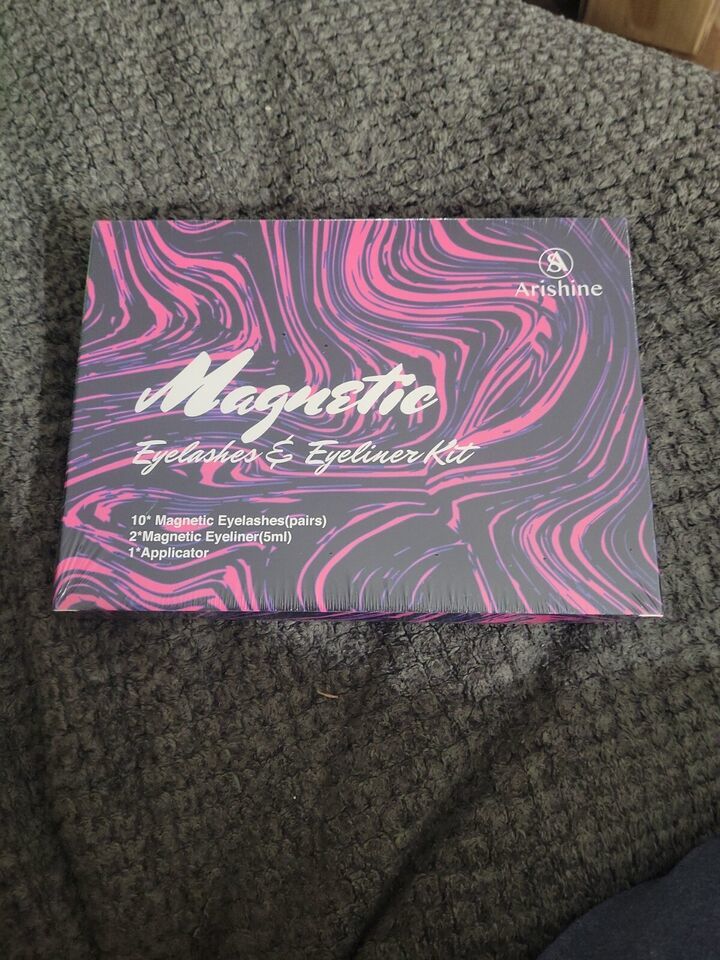 Arishine
Magnetic
Eyelashes & Eyeliner Kit
10* Magnetic Eyelashes(pairs)
2*Magnetic Eyeliner(5ml)
1*Applicator